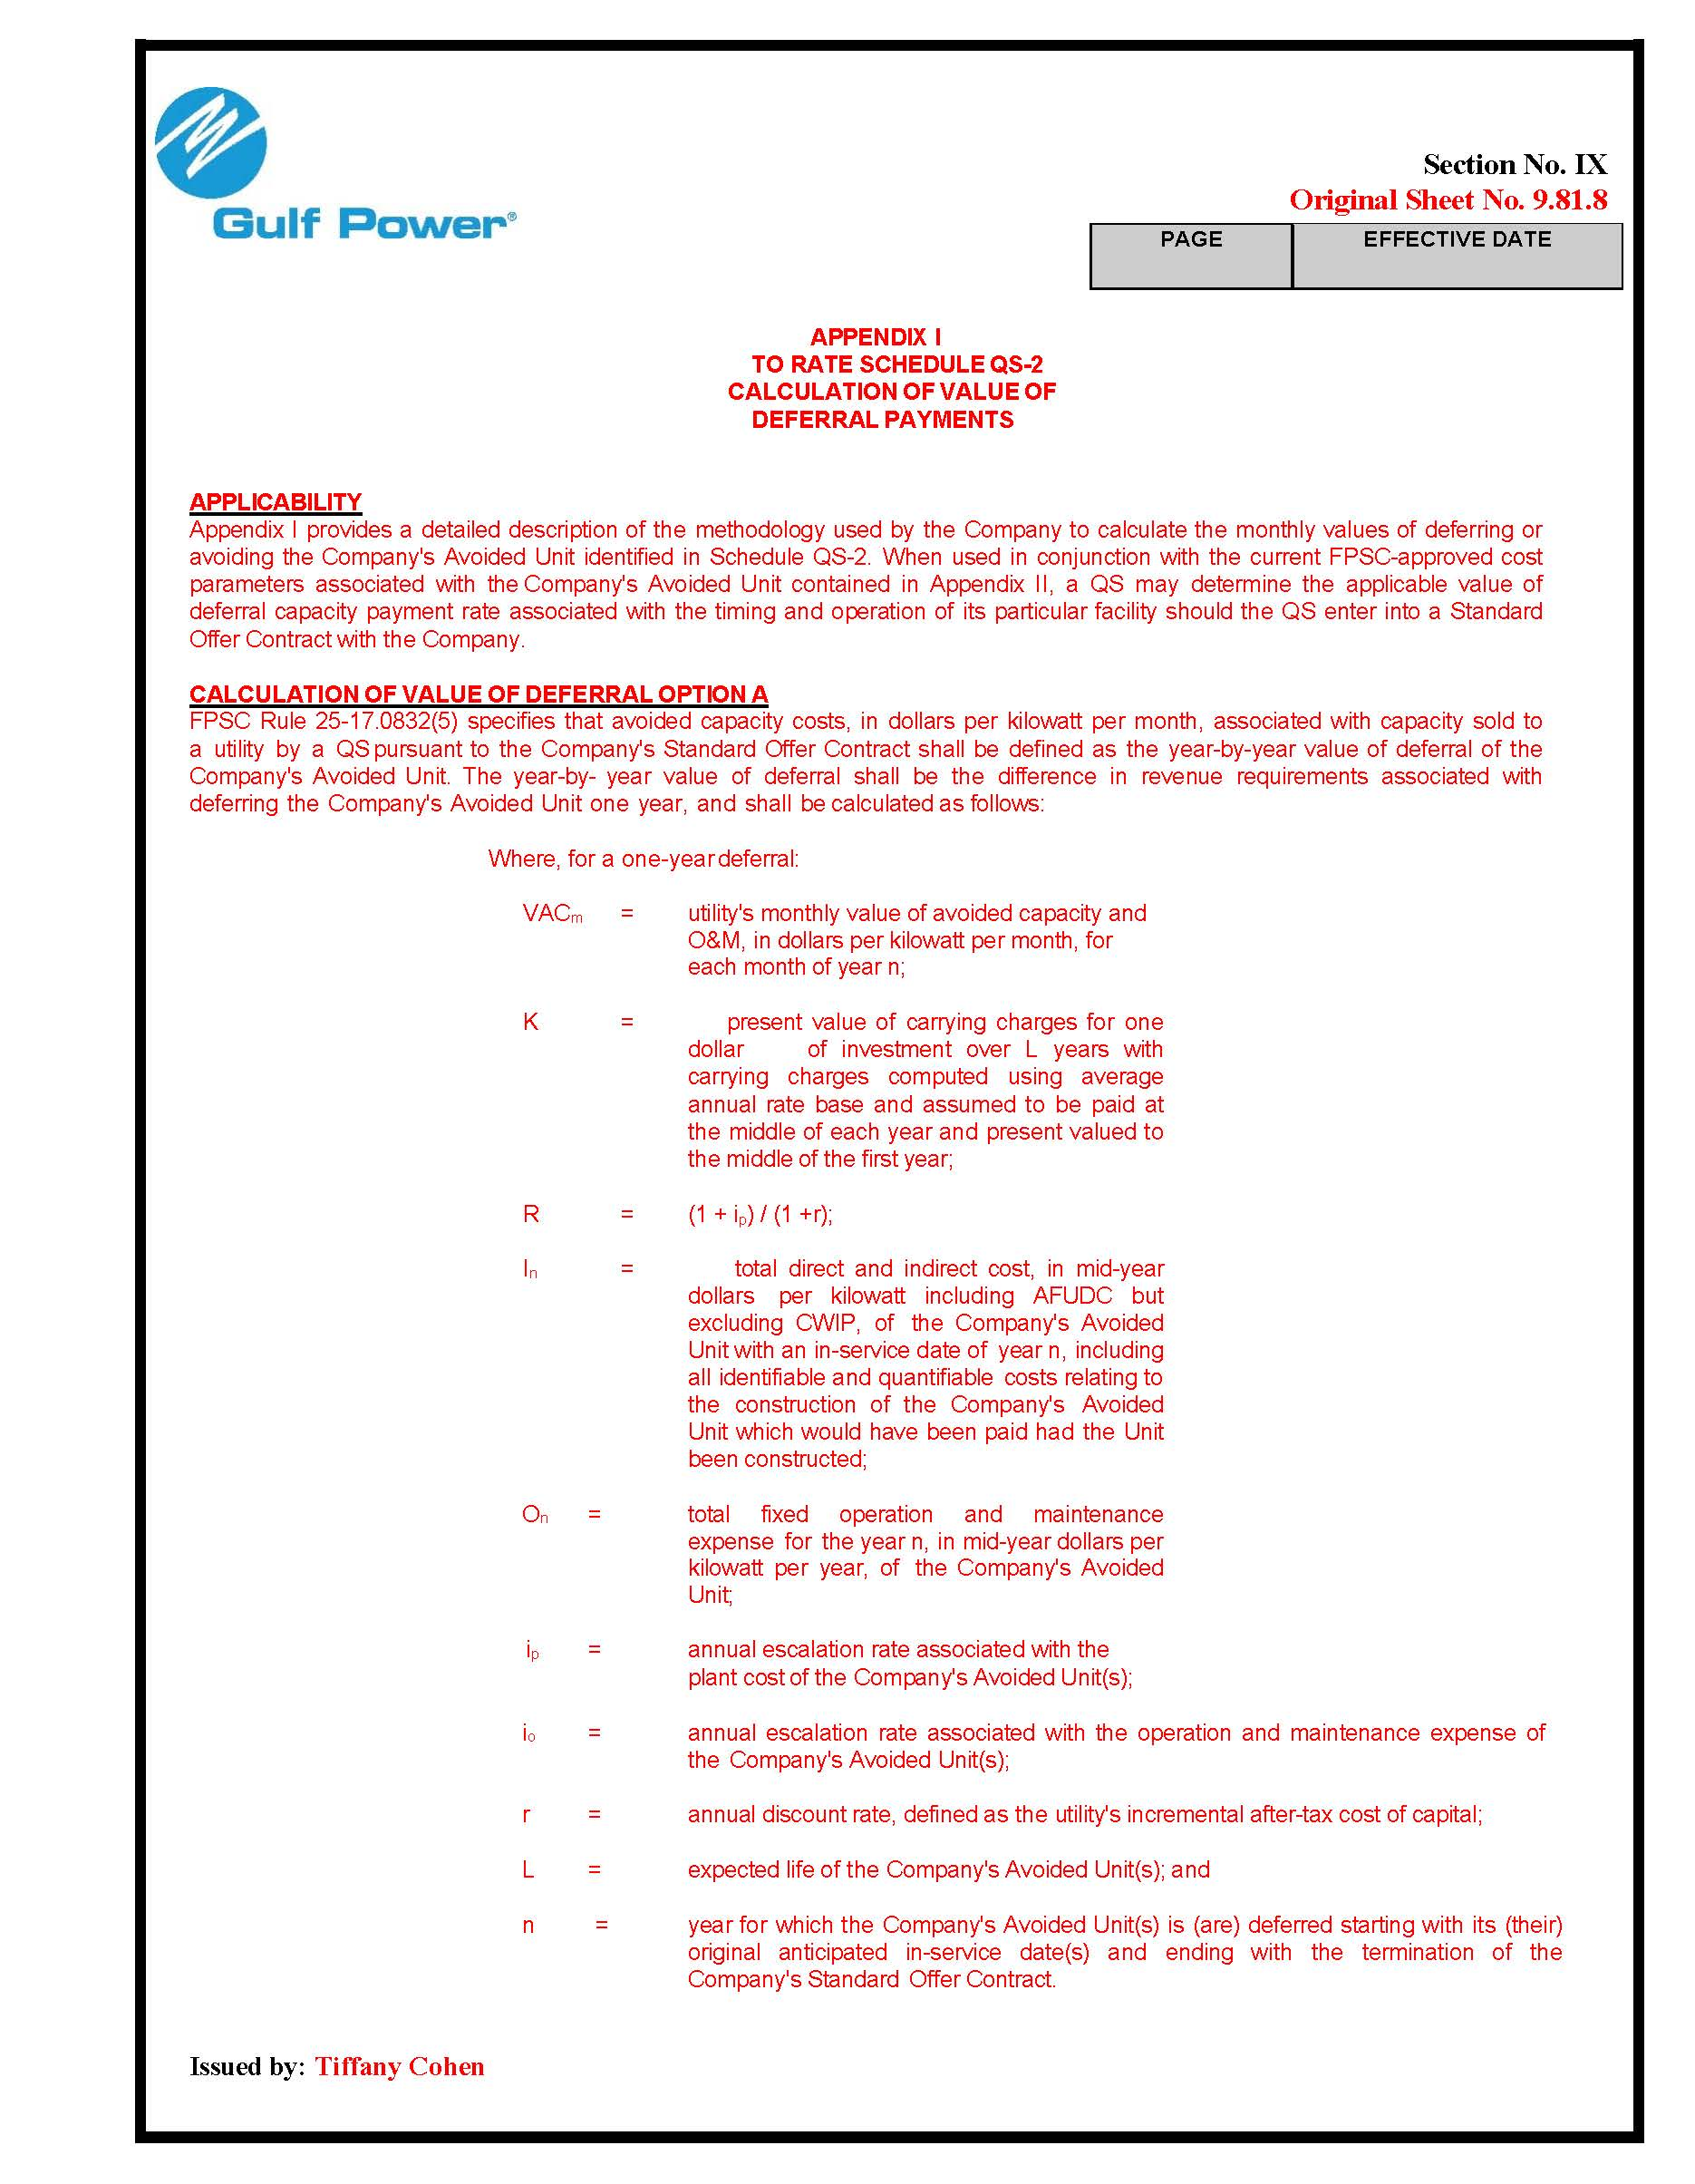 Gulf Power®
Section No. IX
Original Sheet No. 9.81.8
PAGE EFFECTIVE DATE
APPENDIX I
TO RATE SCHEDULE QS-2
CALCULATION OF VALUE OF
DEFERRAL PAYMENTS
APPLICABILITY
Appendix I provides a detailed description of the methodology used by the Company to calculate the monthly values of deferring or
avoiding the Company's Avoided Unit identified in Schedule QS-2. When used in conjunction with the current FPSC-approved cost
parameters associated with the Company's Avoided Unit contained in Appendix II, a QS may determine the applicable value of
deferral capacity payment rate associated with the timing and operation of its particular facility should the QS enter into a Standard
Offer Contract with the Company.
CALCULATION OF VALUE OF DEFERRAL OPTION A
FPSC Rule 25-17.0832(5) specifies that avoided capacity costs, in dollars per kilowatt per month, associated with capacity sold to
a utility by a QS pursuant to the Company's Standard Offer Contract shall be defined as the year-by-year value of deferral of the
Company's Avoided Unit. The year-by- year value of deferral shall be the difference in revenue requirements associated with
deferring the Company's Avoided Unit one year, and shall be calculated as follows:
Where, for a one-year deferral:
VACm = utility's monthly value of avoided capacity and
O&M, in dollars per kilowatt per month, for
each month of year n;
K = present value of carrying charges for one
dollar of investment over L years with
carrying charges computed using average
annual rate base and assumed to be paid at
the middle of each year and present valued to
the middle of the first year;
R = (1 + ip) / (1 +r);
In = total direct and indirect cost, in mid-year
dollars per kilowatt including AFUDC but
excluding CWIP, of the Company's Avoided
Unit with an in-service date of year n, including
all identifiable and quantifiable costs relating to
the construction of the Company's Avoided
Unit which would have been paid had the Unit
been constructed;
On = total fixed operation and maintenance
expense for the year n, in mid-year dollars per
kilowatt per year, of the Company's Avoided
Unit;
ip = annual escalation rate associated with the
plant cost of the Company's Avoided Unit(s);
io = annual escalation rate associated with the operation and maintenance expense of
the Company's Avoided Unit(s);
r = annual discount rate, defined as the utility's incremental after-tax cost of capital;
L = expected life of the Company's Avoided Unit(s); and
n = year for which the Company's Avoided Unit(s) is (are) deferred starting with its (their)
original anticipated in-service date(s) and ending with the termination of the
Company's Standard Offer Contract.
Issued by: Tiffany Cohen